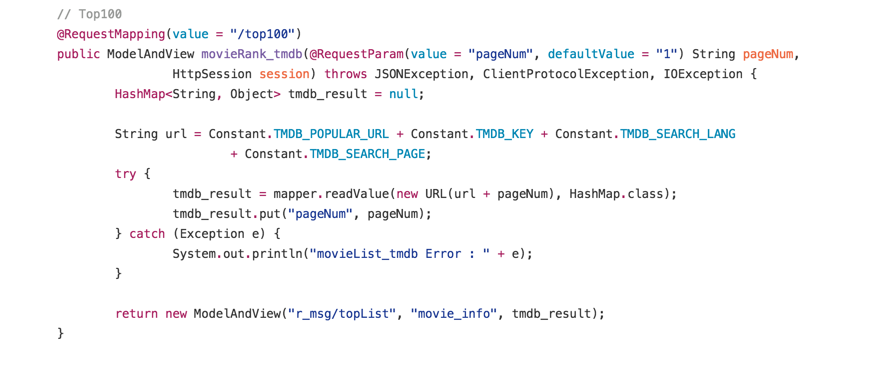 // Top100
@RequestMapping(value = "/top100")
public ModelAndView movieRank_tmdb(@RequestParam(value = "pageNum", defaultValue = "1") String pageNum,
HttpSession session) throws JSONException, ClientProtocolException, IOException {
HashMap<String, Object> tmdb_result = null;
String url = Constant.TMDB_POPULAR_URL + Constant.TMDB_KEY + Constant.TMDB_SEARCH_LANG
+ Constant.TMDB_SEARCH_PAGE;
try {
tmdb_result = mapper.readValue(new URL(url + pageNum), HashMap.class);
tmdb_result.put("pageNum", pageNum);
} catch (Exception e) {
System.out.println("movieList_tmdb Error : " + e);
}
return new ModelAndView("r_msg/topList", "movie_info", tmdb_result);
}